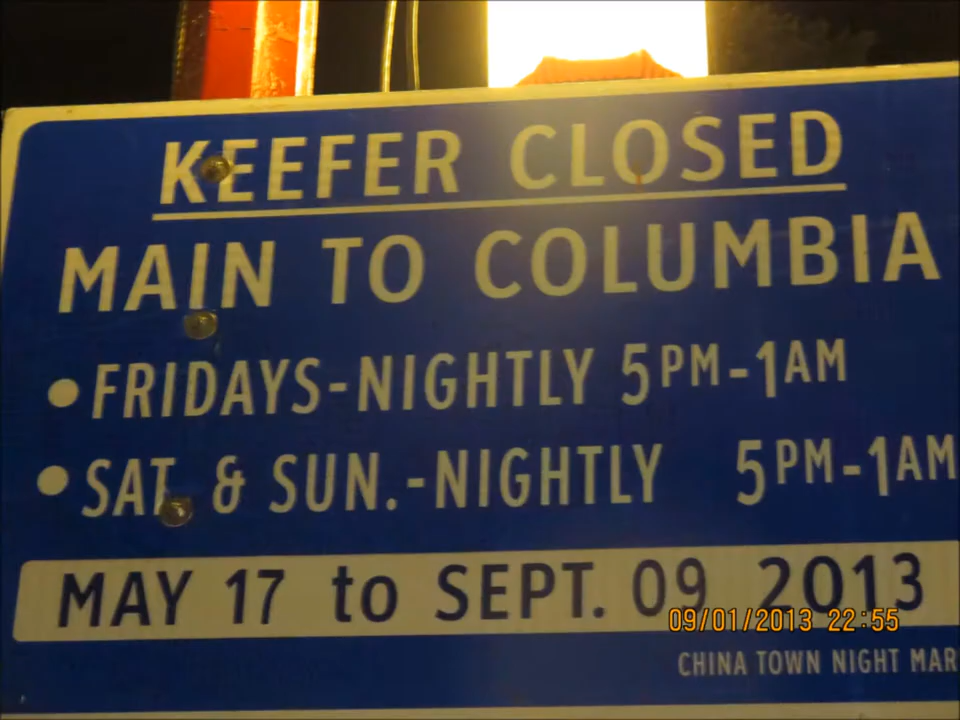 KEEFER CLOSED
MAIN TO COLUMBIA
• FRIDAYS-NIGHTLY 5PM-1AM
• SAT & SUN.-NIGHTLY 5PM-1AM
MAY 17 to SEPT. 09 2013
09/01/2013 22:55
CHINA TOWN NIGHT MAR